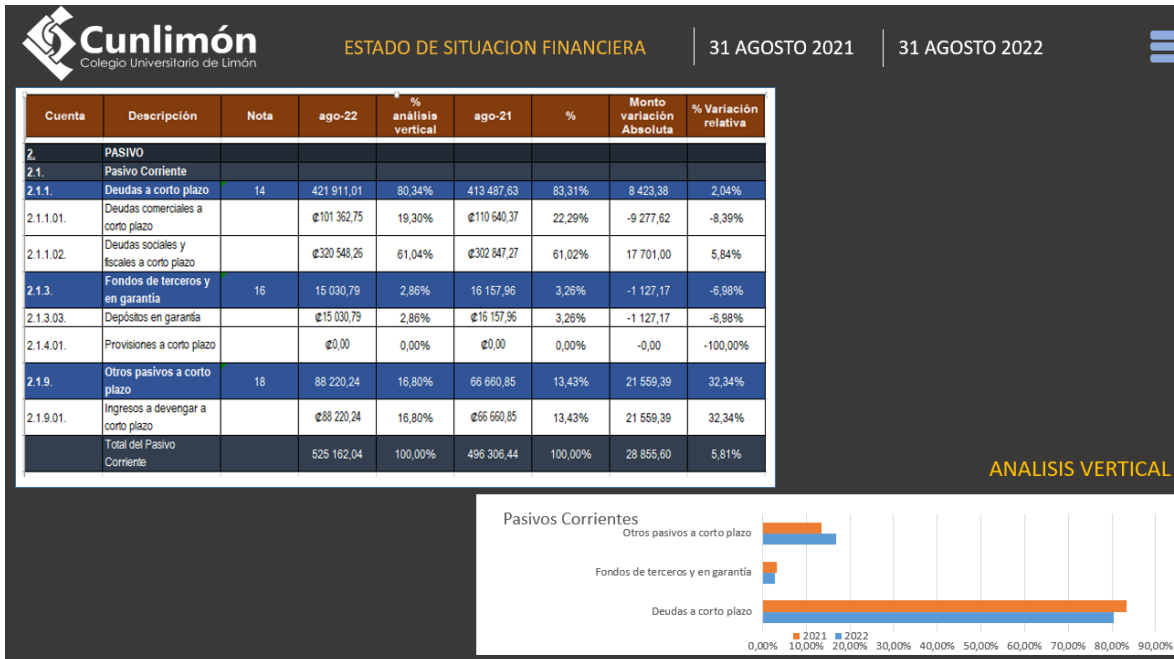 Cunlimón
Colegio Universitario de Limón
ESTADO DE SITUACION FINANCIERA
31 AGOSTO 2021
31 AGOSTO 2022
Cuenta Descripción Nota ago-22 % análisis vertical ago-21 % Monto variación Absoluta % Variación relativa
2. PASIVO
2.1. Pasivo Corriente
2.1.1. Deudas a corto plazo 14 421 911,01 80,34% 413 487,63 83,31% 8 423,38 2,04%
2.1.1.01. Deudas comerciales a corto plazo ₡101 362,75 19,30% ₡110 640,37 22,29% -9 277,62 -8,39%
2.1.1.02. Deudas sociales y fiscales a corto plazo ₡320 548,26 61,04% ₡302 847,27 61,02% 17 701,00 5,84%
2.1.3. Fondos de terceros y en garantía 16 15 030,79 2,86% 16 157,96 3,26% -1 127,17 -6,98%
2.1.3.03. Depósitos en garantía ₡15 030,79 2,86% ₡16 157,96 3,26% -1 127,17 -6,98%
2.1.4.01. Provisiones a corto plazo ₡0,00 0,00% ₡0,00 0,00% -0,00 -100,00%
2.1.9. Otros pasivos a corto plazo 18 88 220,24 16,80% 66 660,85 13,43% 21 559,39 32,34%
2.1.9.01. Ingresos a devengar a corto plazo ₡88 220,24 16,80% ₡66 660,85 13,43% 21 559,39 32,34%
Total del Pasivo Corriente 525 162,04 100,00% 496 306,44 100,00% 28 855,60 5,81%
ANALISIS VERTICAL
Pasivos Corrientes
Otros pasivos a corto plazo
Fondos de terceros y en garantía
Deudas a corto plazo
2021 2022
0,00% 10,00% 20,00% 30,00% 40,00% 50,00% 60,00% 70,00% 80,00% 90,00%